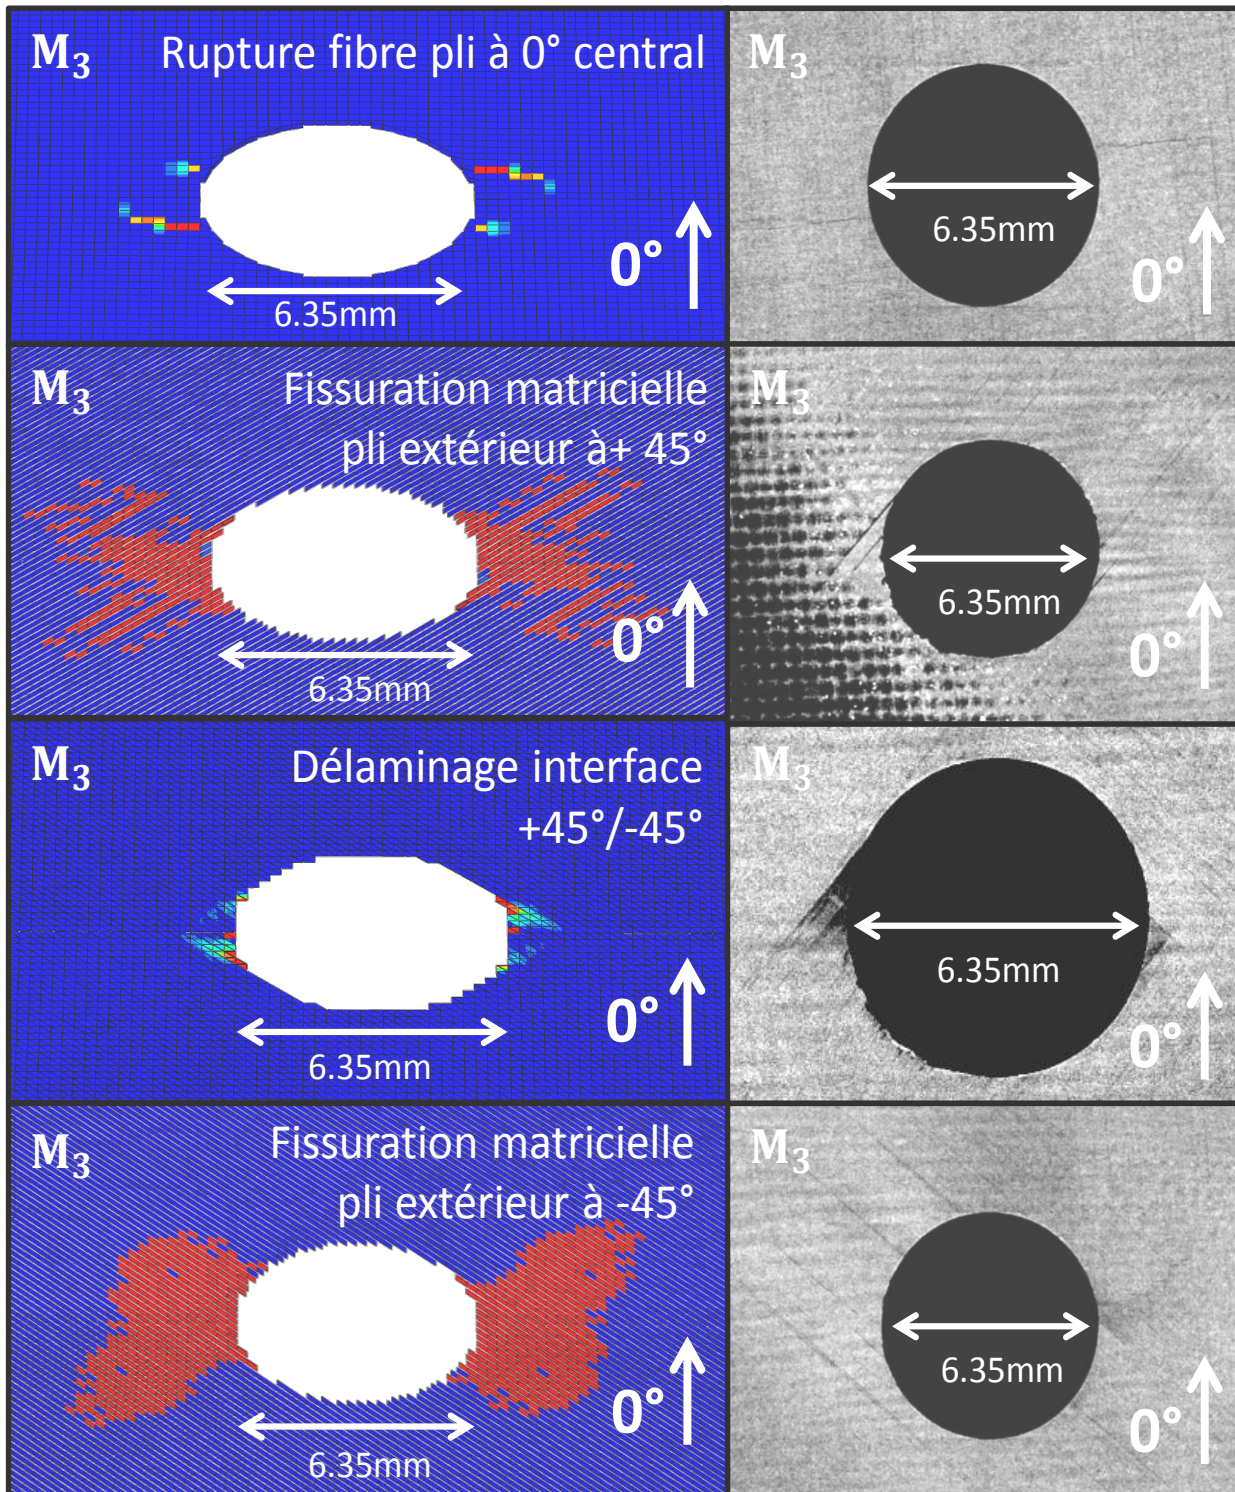 M₃ Rupture fibre pli à 0° central
6.35mm
0°
M₃
6.35mm
0°
M₃ Fissuration matricielle
pli extérieur à+ 45°
6.35mm
0°
M₃
6.35mm
0°
M₃ Délaminage interface
+45°/-45°
6.35mm
0°
M₃
6.35mm
0°
M₃ Fissuration matricielle
pli extérieur à -45°
6.35mm
0°
M₃
6.35mm
0°